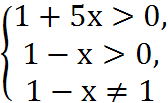 1 + 5x > 0,
1 − x > 0,
1 − x ≠ 1